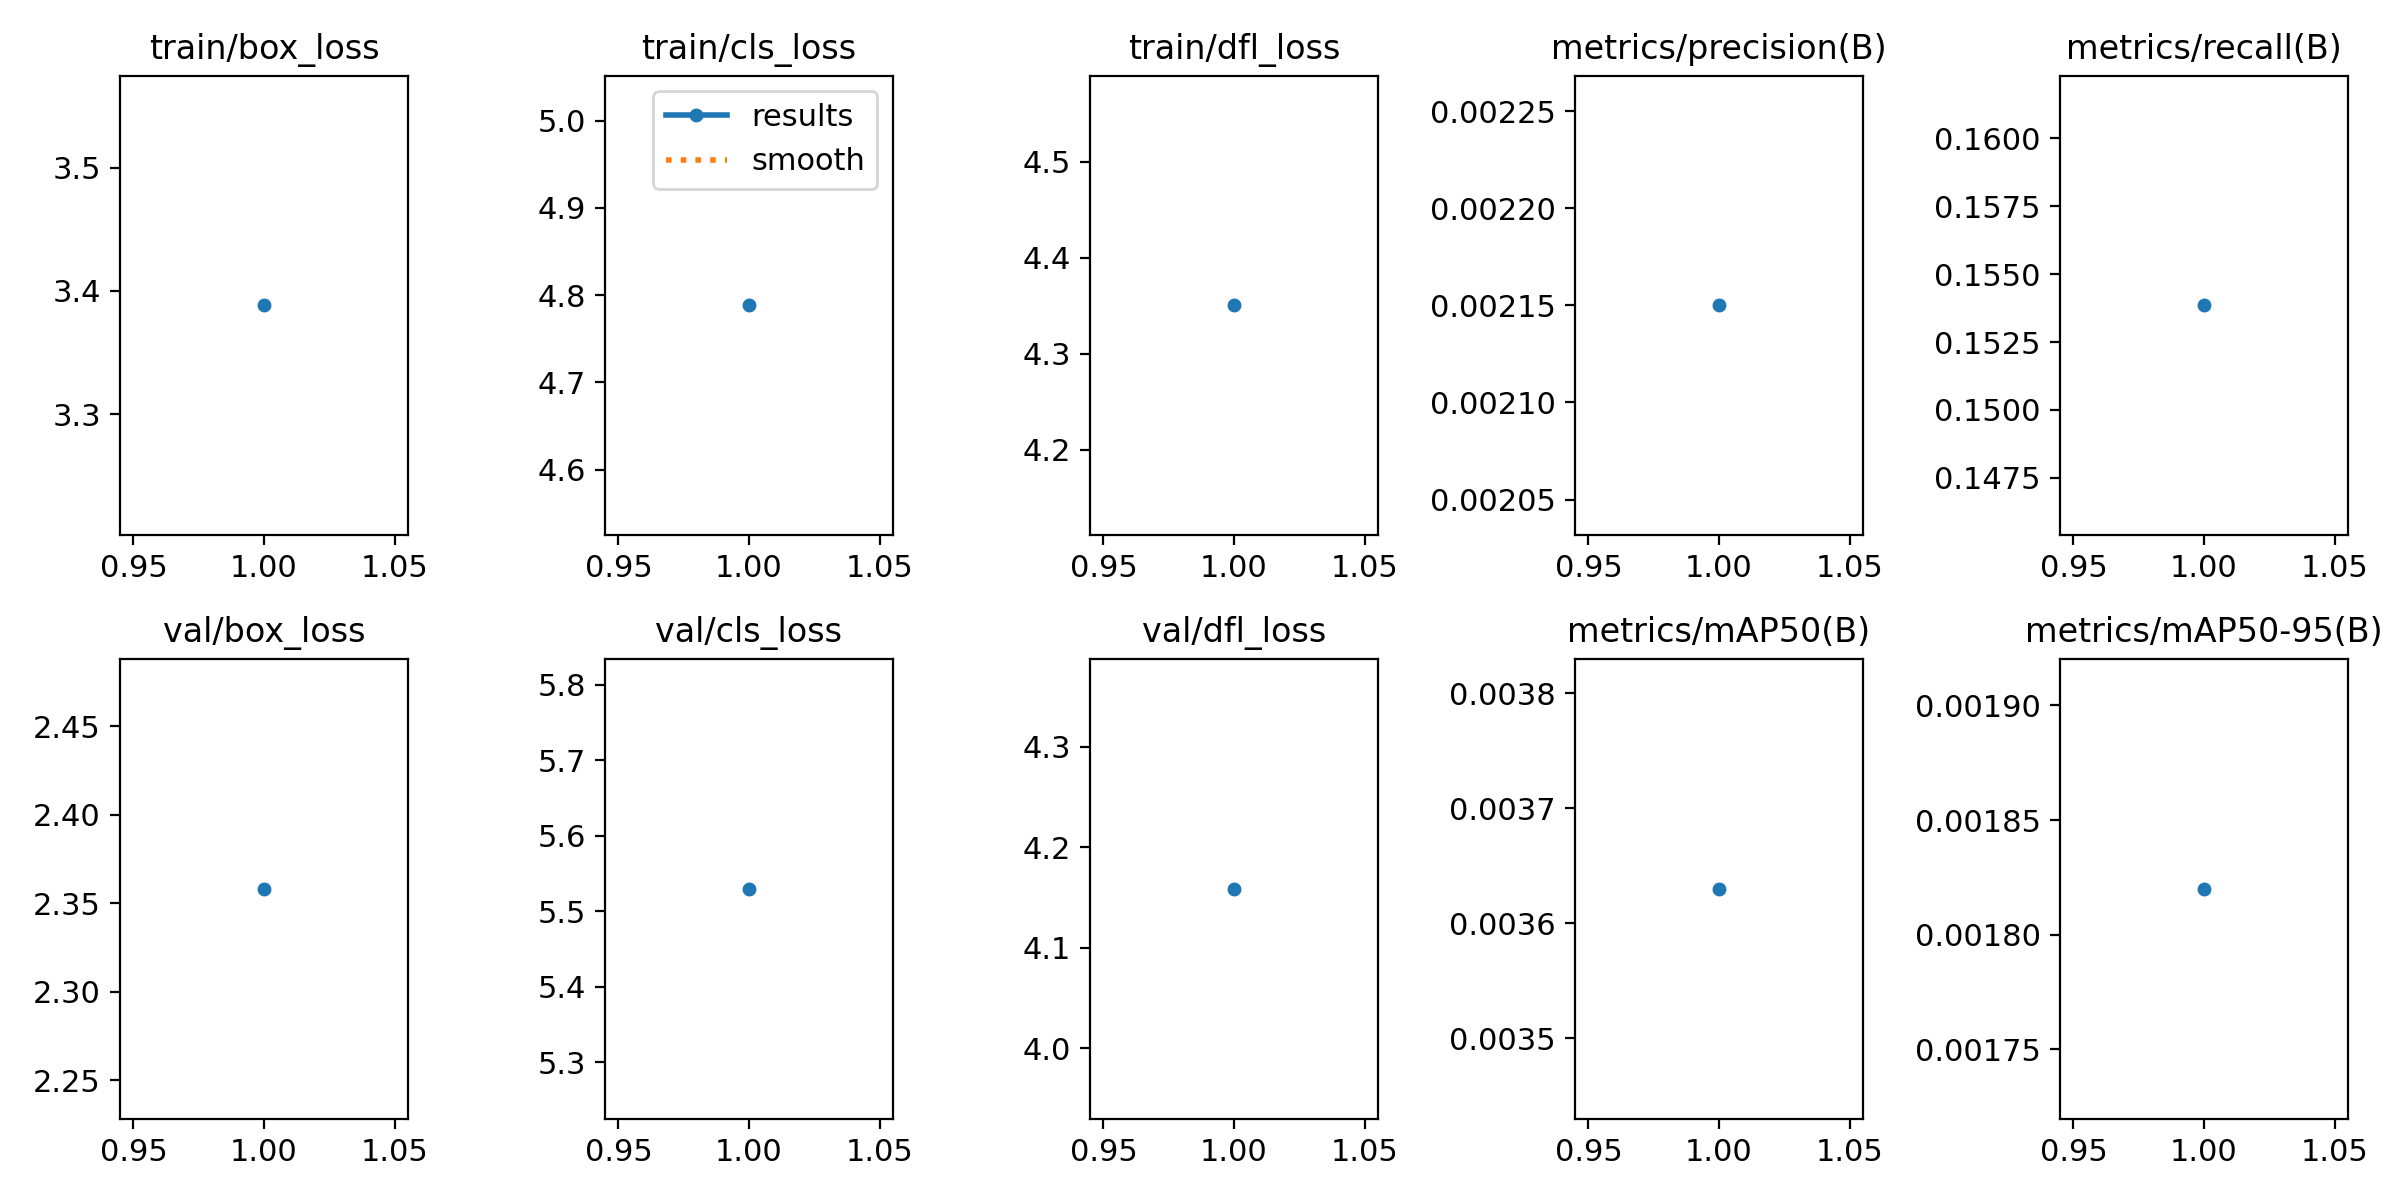 train/box_loss
3.5
3.4
3.3
0.95 1.00 1.05
train/cls_loss
results
smooth
5.0
4.9
4.8
4.7
4.6
0.95 1.00 1.05
train/dfl_loss
4.5
4.4
4.3
4.2
0.95 1.00 1.05
metrics/precision(B)
0.00225
0.00220
0.00215
0.00210
0.00205
0.95 1.00 1.05
metrics/recall(B)
0.1600
0.1575
0.1550
0.1525
0.1500
0.1475
0.95 1.00 1.05
val/box_loss
2.45
2.40
2.35
2.30
2.25
0.95 1.00 1.05
val/cls_loss
5.8
5.7
5.6
5.5
5.4
5.3
0.95 1.00 1.05
val/dfl_loss
4.3
4.2
4.1
4.0
0.95 1.00 1.05
metrics/mAP50(B)
0.0038
0.0037
0.0036
0.0035
0.95 1.00 1.05
metrics/mAP50-95(B)
0.00190
0.00185
0.00180
0.00175
0.95 1.00 1.05